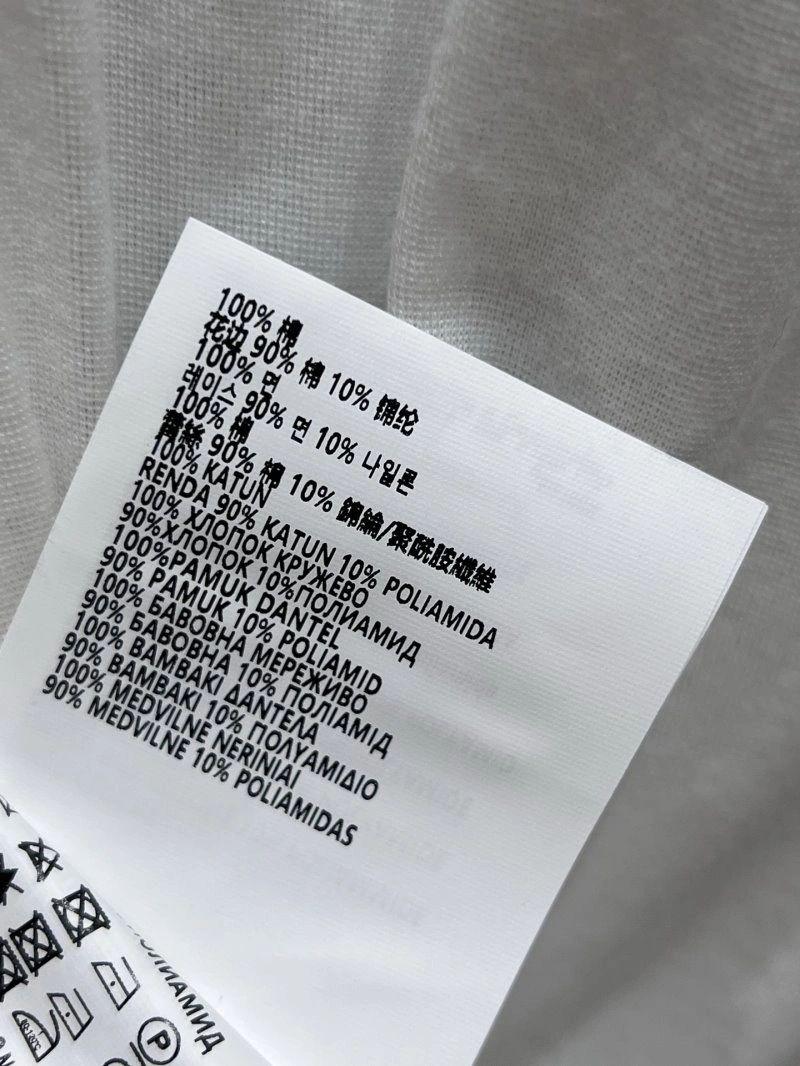 100% 棉
花边 90% 棉 10% 锦纶
100% 면
레이스 90% 면 10% 나일론
100% 棉
蕾絲 90% 棉 10% 錦綸/聚酰胺纖維
100% KATUN
RENDA 90% KATUN 10% POLIAMIDA
100% ХЛОПОК КРУЖЕВО
90%ХЛОПОК 10%ПОЛИАМИД
100%PAMUK DANTEL
90% PAMUK 10% POLIAMID
100% БАВОВНА МЕРЕЖИВО
90% БАВОВНА 10% ПОЛІАМІД
100% BAMBAKI ΔANTEΛA
90% BAMBAKI 10% ΠΟΛΥΑΜΙΔΙΟ
100% MEDVILNE NERINIAI
90% MEDVILNE 10% POLIAMIDAS
ПОЛИАМИД
P